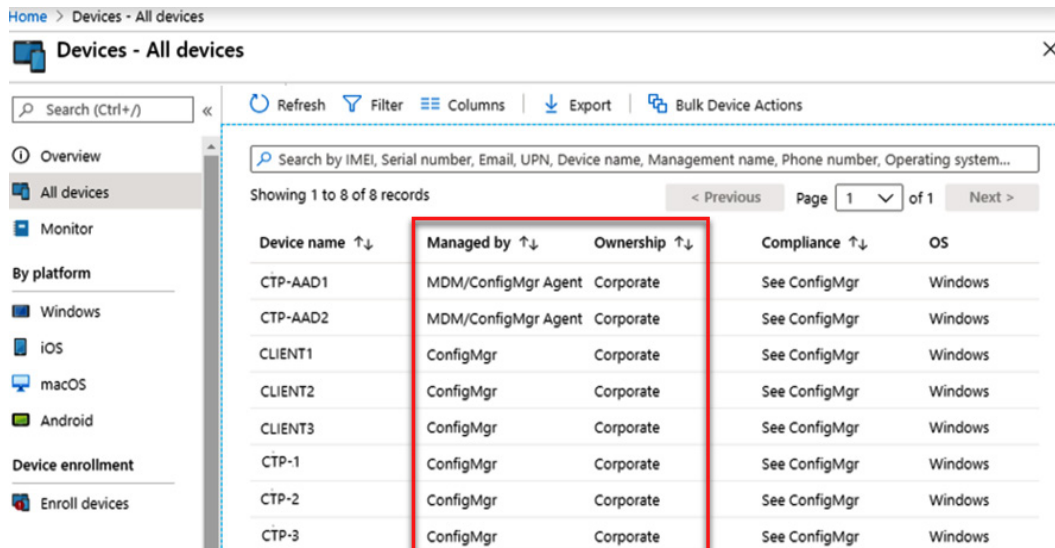 Home > Devices - All devices
Devices - All devices
Search (Ctrl+/)
Overview
All devices
Monitor
By platform
Windows
iOS
macOS
Android
Device enrollment
Enroll devices
Refresh Filter Columns Export Bulk Device Actions
Search by IMEI, Serial number, Email, UPN, Device name, Management name, Phone number, Operating system...
Showing 1 to 8 of 8 records < Previous Page 1 of 1 Next >
Device name Managed by Ownership Compliance OS
CTP-AAD1 MDM/ConfigMgr Agent Corporate See ConfigMgr Windows
CTP-AAD2 MDM/ConfigMgr Agent Corporate See ConfigMgr Windows
CLIENT1 ConfigMgr Corporate See ConfigMgr Windows
CLIENT2 ConfigMgr Corporate See ConfigMgr Windows
CLIENT3 ConfigMgr Corporate See ConfigMgr Windows
CTP-1 ConfigMgr Corporate See ConfigMgr Windows
CTP-2 ConfigMgr Corporate See ConfigMgr Windows
CTP-3 ConfigMgr Corporate See ConfigMgr Windows